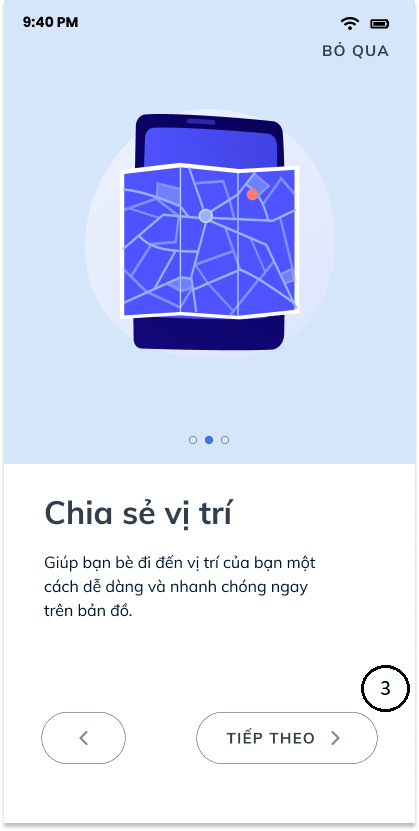 9:40 PM
BỎ QUA
Chia sẻ vị trí
Giúp bạn bè đi đến vị trí của bạn một
cách dễ dàng và nhanh chóng ngay
trên bản đồ.
3
TIẾP THEO